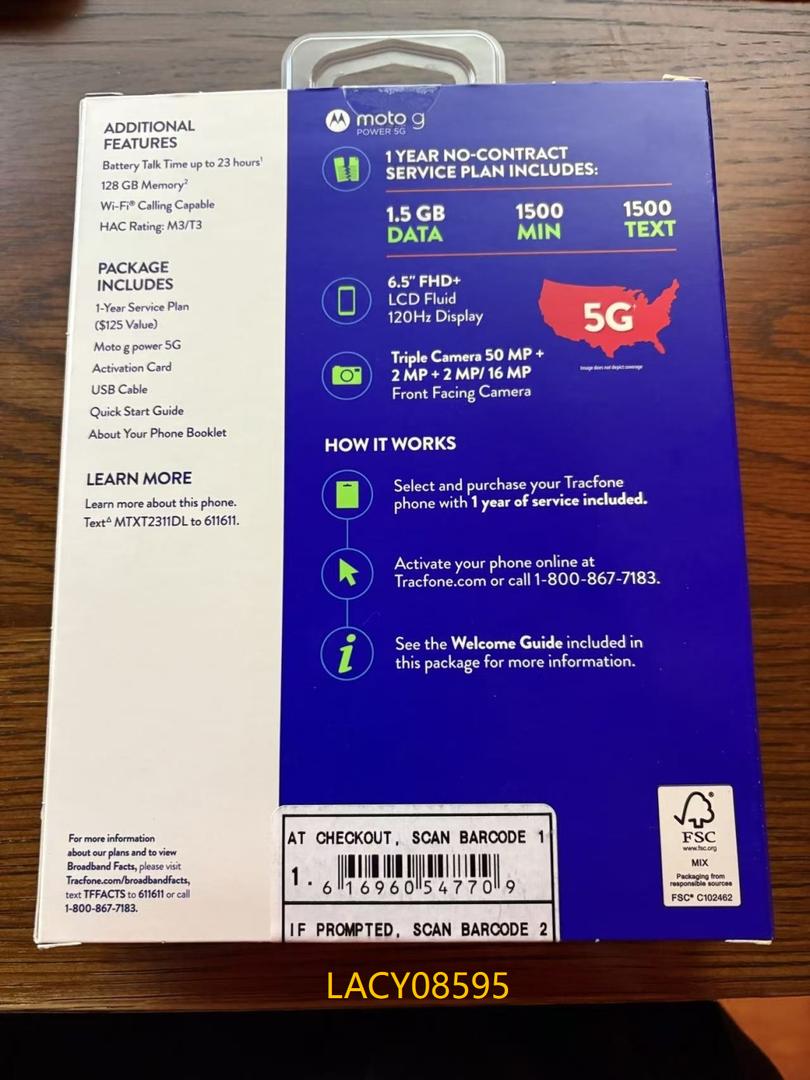 ADDITIONAL
FEATURES
Battery Talk Time up to 23 hours¹
128 GB Memory²
Wi-Fi® Calling Capable
HAC Rating: M3/T3
PACKAGE
INCLUDES
1-Year Service Plan
($125 Value)
Moto g power 5G
Activation Card
USB Cable
Quick Start Guide
About Your Phone Booklet
LEARN MORE
Learn more about this phone.
Text∆ MTXT2311DL to 611611.
For more information
about our plans and to view
Broadband Facts, please visit
Tracfone.com/broadbandfacts,
text TFFACTS to 611611 or call
1-800-867-7183.
moto g
POWER 5G
1 YEAR NO-CONTRACT
SERVICE PLAN INCLUDES:
1.5 GB
DATA
1500
MIN
1500
TEXT
6.5" FHD+
LCD Fluid
120Hz Display
5G
Image does not depict coverage
Triple Camera 50 MP +
2 MP + 2 MP/ 16 MP
Front Facing Camera
HOW IT WORKS
Select and purchase your Tracfone
phone with 1 year of service included.
Activate your phone online at
Tracfone.com or call 1-800-867-7183.
See the Welcome Guide included in
this package for more information.
AT CHECKOUT, SCAN BARCODE 1
1. 6 16960 54770 9
IF PROMPTED, SCAN BARCODE 2
FSC
www.fsc.org
MIX
Packaging from
responsible sources
FSC® C102462
LACY08595